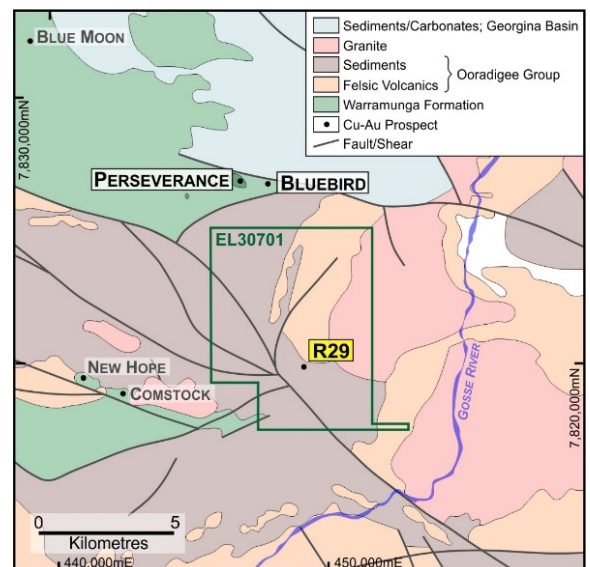 BLUE MOON
Sediments/Carbonates; Georgina Basin
Granite
Sediments
Felsic Volcanics
Ooradigee Group
Warramunga Formation
Cu-Au Prospect
Fault/Shear
7,830,000mN
PERSEVERANCE
BLUEBIRD
EL30701
R29
NEW HOPE
COMSTOCK
GOSSE RIVER
7,820,000mN
0 5
Kilometres
440,000mE
450,000mE